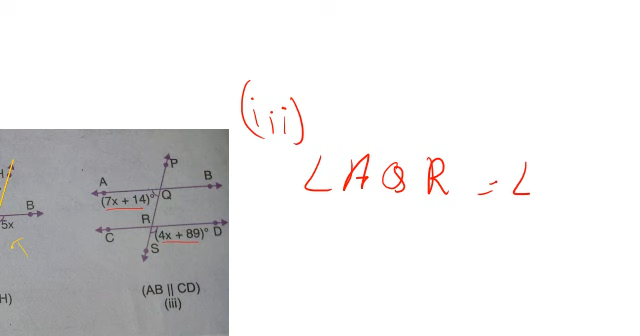 (iii)
∠AQR = ∠
P
A
B
(7x + 14)°
Q
R
C
(4x + 89)°
D
S
(AB || CD)
(iii)
H
B
5x
H)